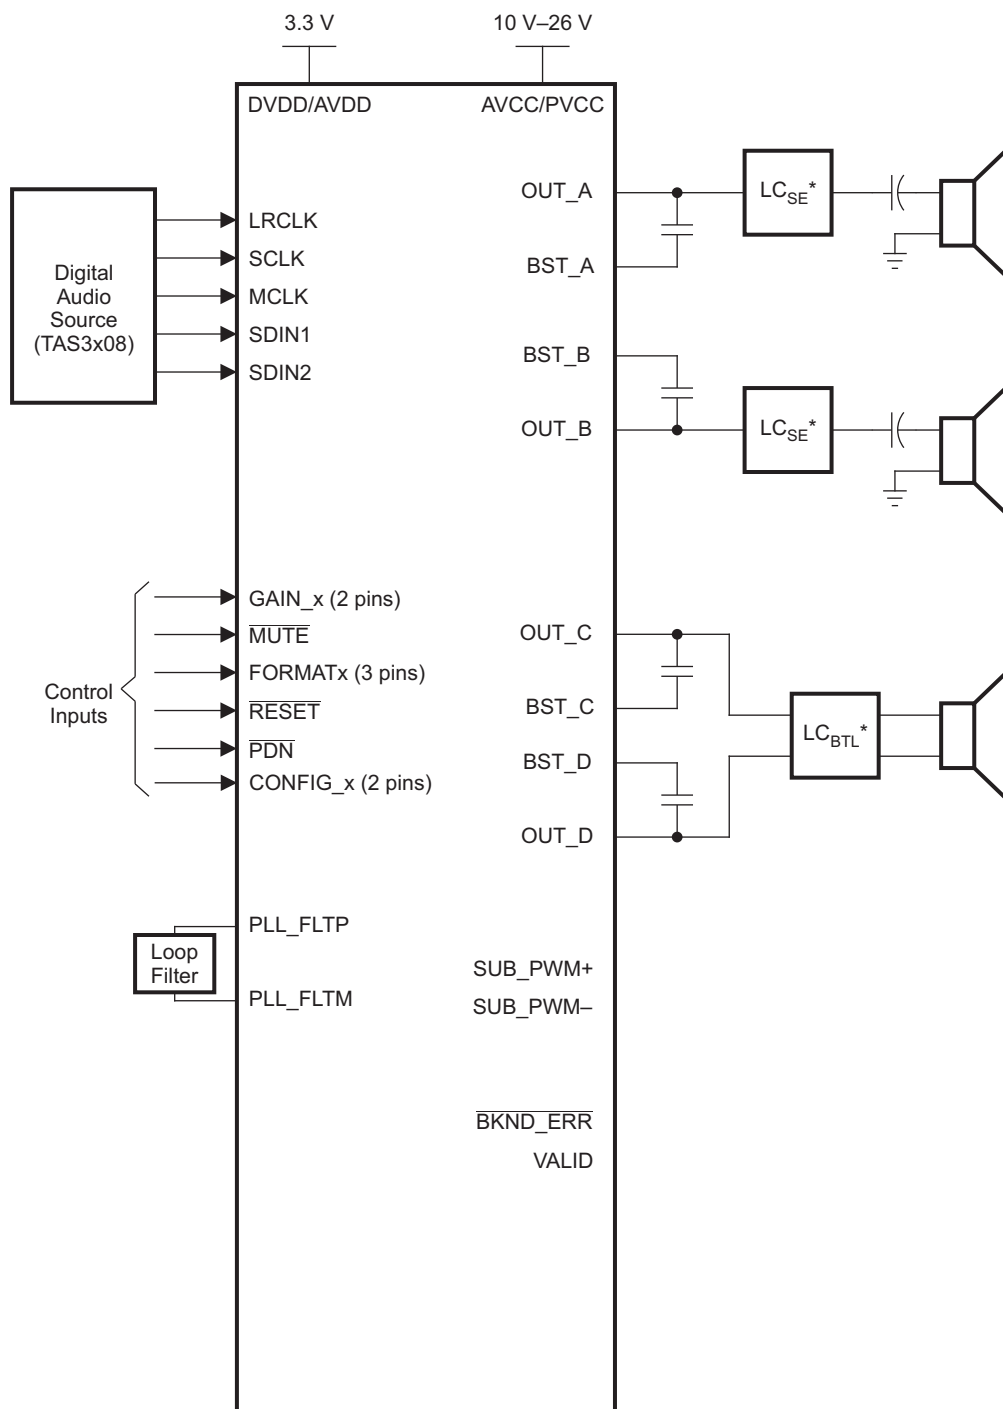 3.3 V
10 V–26 V
DVDD/AVDD
AVCC/PVCC
Digital
Audio
Source
(TAS3x08)
LRCLK
SCLK
MCLK
SDIN1
SDIN2
OUT_A
BST_A
BST_B
OUT_B
LCSE*
LCSE*
Control
Inputs
GAIN_x (2 pins)
MUTE
FORMATx (3 pins)
RESET
PDN
CONFIG_x (2 pins)
OUT_C
BST_C
BST_D
OUT_D
LCBTL*
Loop
Filter
PLL_FLTP
PLL_FLTM
SUB_PWM+
SUB_PWM–
BKND_ERR
VALID